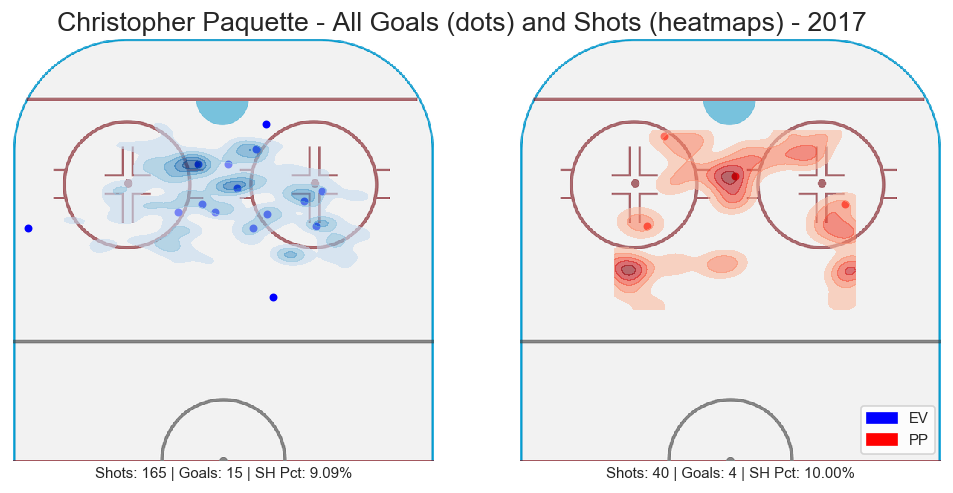 Christopher Paquette - All Goals (dots) and Shots (heatmaps) - 2017
EV
PP
Shots: 165 | Goals: 15 | SH Pct: 9.09%
Shots: 40 | Goals: 4 | SH Pct: 10.00%